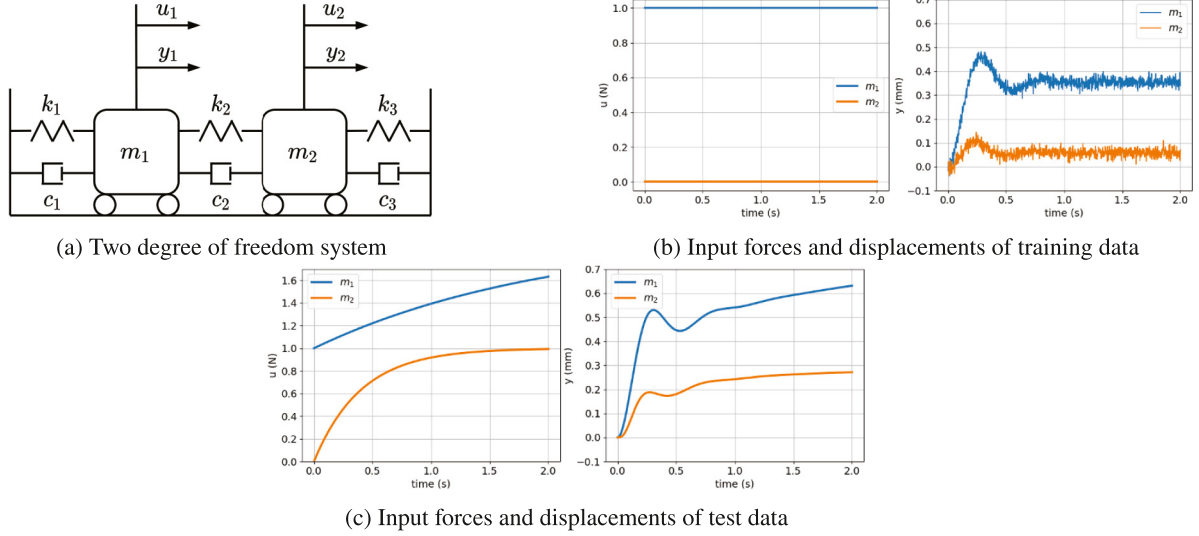 u₁
u₂
y₁
y₂
k₁
k₂
k₃
m₁
m₂
c₁
c₂
c₃
(a) Two degree of freedom system
1.0
0.8
0.6
0.4
0.2
0.0
u (N)
m₁
m₂
0.0 0.5 1.0 1.5 2.0
time (s)
0.6
0.5
0.4
0.3
0.2
0.1
0.0
−0.1
y (mm)
m₁
m₂
0.0 0.5 1.0 1.5 2.0
time (s)
(b) Input forces and displacements of training data
1.6
1.4
1.2
1.0
0.8
0.6
0.4
0.2
0.0
u (N)
m₁
m₂
0.0 0.5 1.0 1.5 2.0
time (s)
0.7
0.6
0.5
0.4
0.3
0.2
0.1
0.0
−0.1
y (mm)
m₁
m₂
0.0 0.5 1.0 1.5 2.0
time (s)
(c) Input forces and displacements of test data